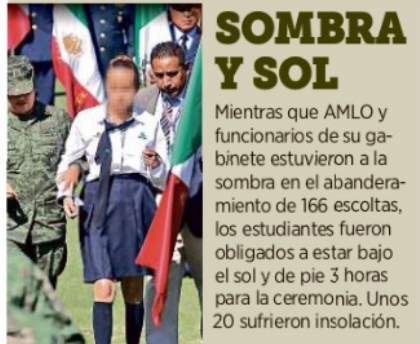 SOMBRA
Y SOL
Mientras que AMLO y
funcionarios de su ga-
binete estuvieron a la
sombra en el abandera-
miento de 166 escoltas,
los estudiantes fueron
obligados a estar bajo
el sol y de pie 3 horas
para la ceremonia. Unos
20 sufrieron insolación.